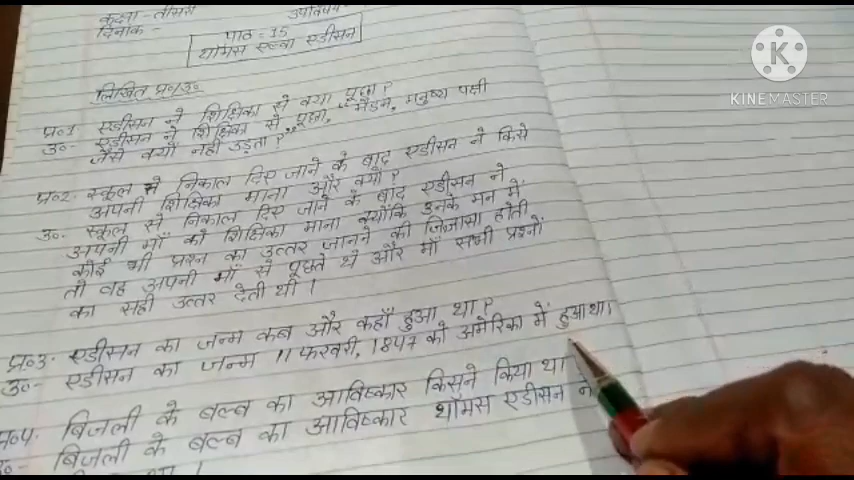 कक्षा - तीसरी उपविषय -
दिनांक -
पाठ - 15
थॉमस एल्वा एडीसन
लिखित प्र०/उ०
प्र०1. एडीसन ने शिक्षिका से क्या पूछा?
उ०- एडीसन ने शिक्षिका से पूछा, "मैडम, मनुष्य पक्षी
जैसे क्यों नहीं उड़ता?"
प्र०2. स्कूल से निकाल दिए जाने के बाद एडीसन ने किसे
अपनी शिक्षिका माना और क्यों?
उ०- स्कूल से निकाल दिए जाने के बाद एडीसन ने
अपनी माँ को शिक्षिका माना क्योंकि उनके मन में
कोई भी प्रश्न का उत्तर जानने की जिज्ञासा होती
तो वह अपनी माँ से पूछते थे और माँ सभी प्रश्नों
का सही उत्तर देती थी।
प्र०3. एडीसन का जन्म कब और कहाँ हुआ था?
उ०- एडीसन का जन्म 11 फरवरी, 1847 को अमेरिका में हुआ था।
प्र०4. बिजली के बल्ब का आविष्कार किसने किया था
उ०- बिजली के बल्ब का आविष्कार थॉमस एडीसन ने
KINEMASTER